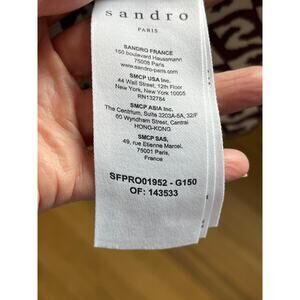 sandro
PARIS
SANDRO FRANCE
150 boulevard Haussmann
75008 Paris
www.sandro-paris.com
SMCP USA Inc.
44 Wall Street, 12th Floor
New York, New York 10005
RN132784
SMCP ASIA Inc.
The Centrium, Suite 3203A-5A, 32/F
60 Wyndham Street, Central
HONG-KONG
SMCP SAS,
49, rue Etienne Marcel,
75001 Paris,
France
SFPRO01952 - G150
OF: 143533